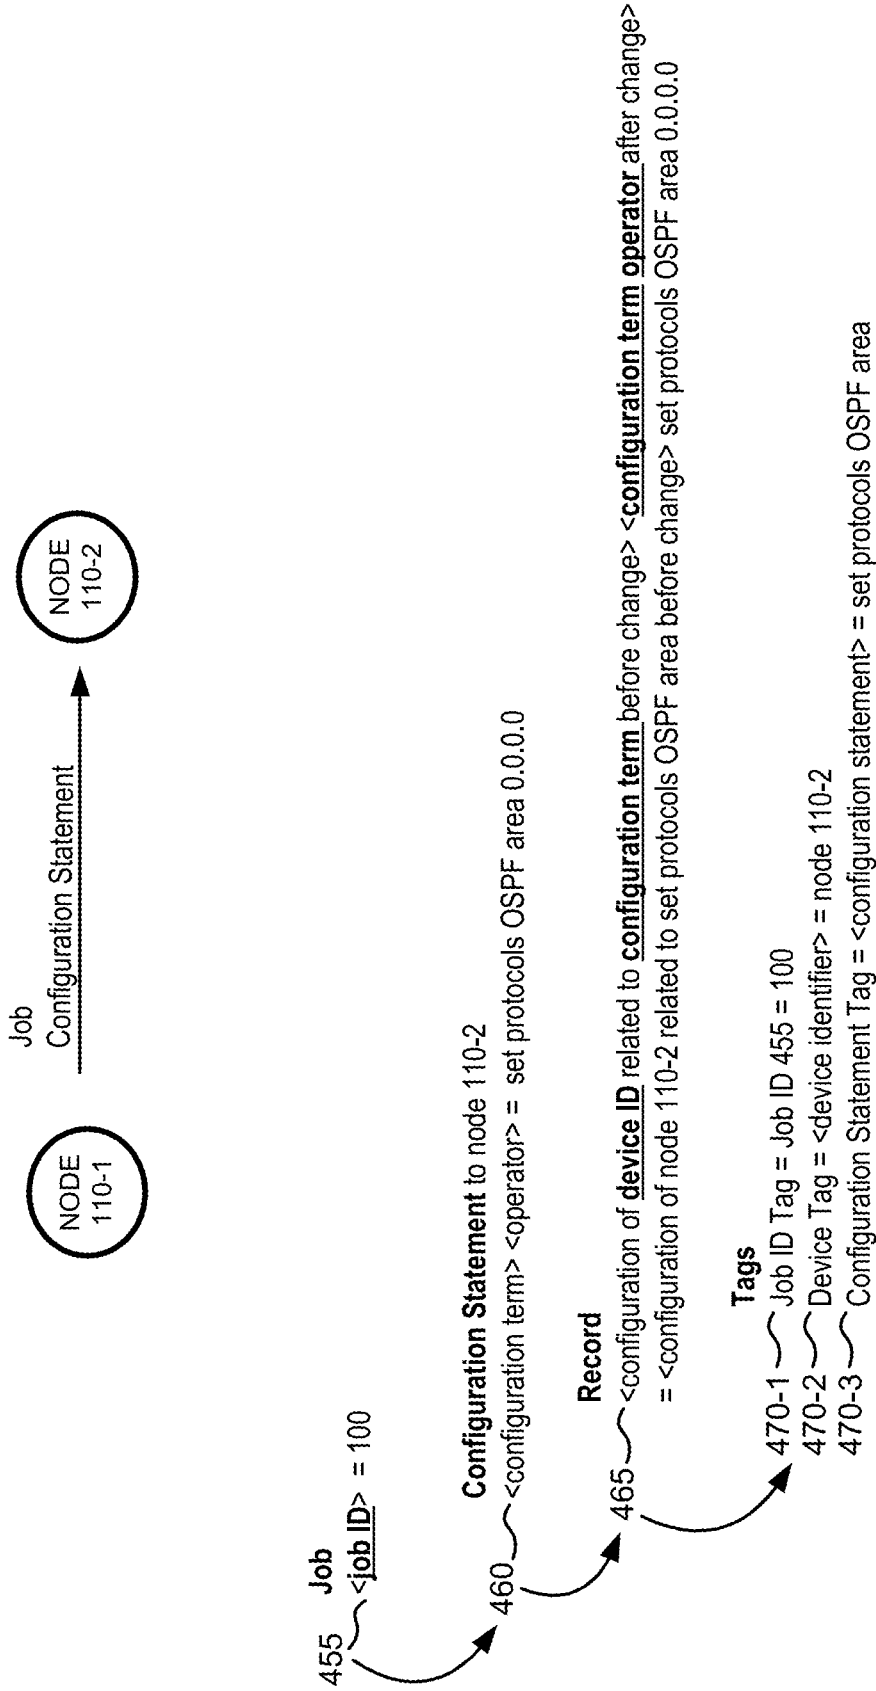 Job
Configuration Statement
NODE
110-1
NODE
110-2
455
Job
<job ID> = 100
460
Configuration Statement to node 110-2
<configuration term> <operator> = set protocols OSPF area 0.0.0.0
465
Record
<configuration of device ID related to configuration term before change> <configuration term operator after change>
= <configuration of node 110-2 related to set protocols OSPF area before change> set protocols OSPF area 0.0.0.0
Tags
470-1 Job ID Tag = Job ID 455 = 100
470-2 Device Tag = <device identifier> = node 110-2
470-3 Configuration Statement Tag = <configuration statement> = set protocols OSPF area